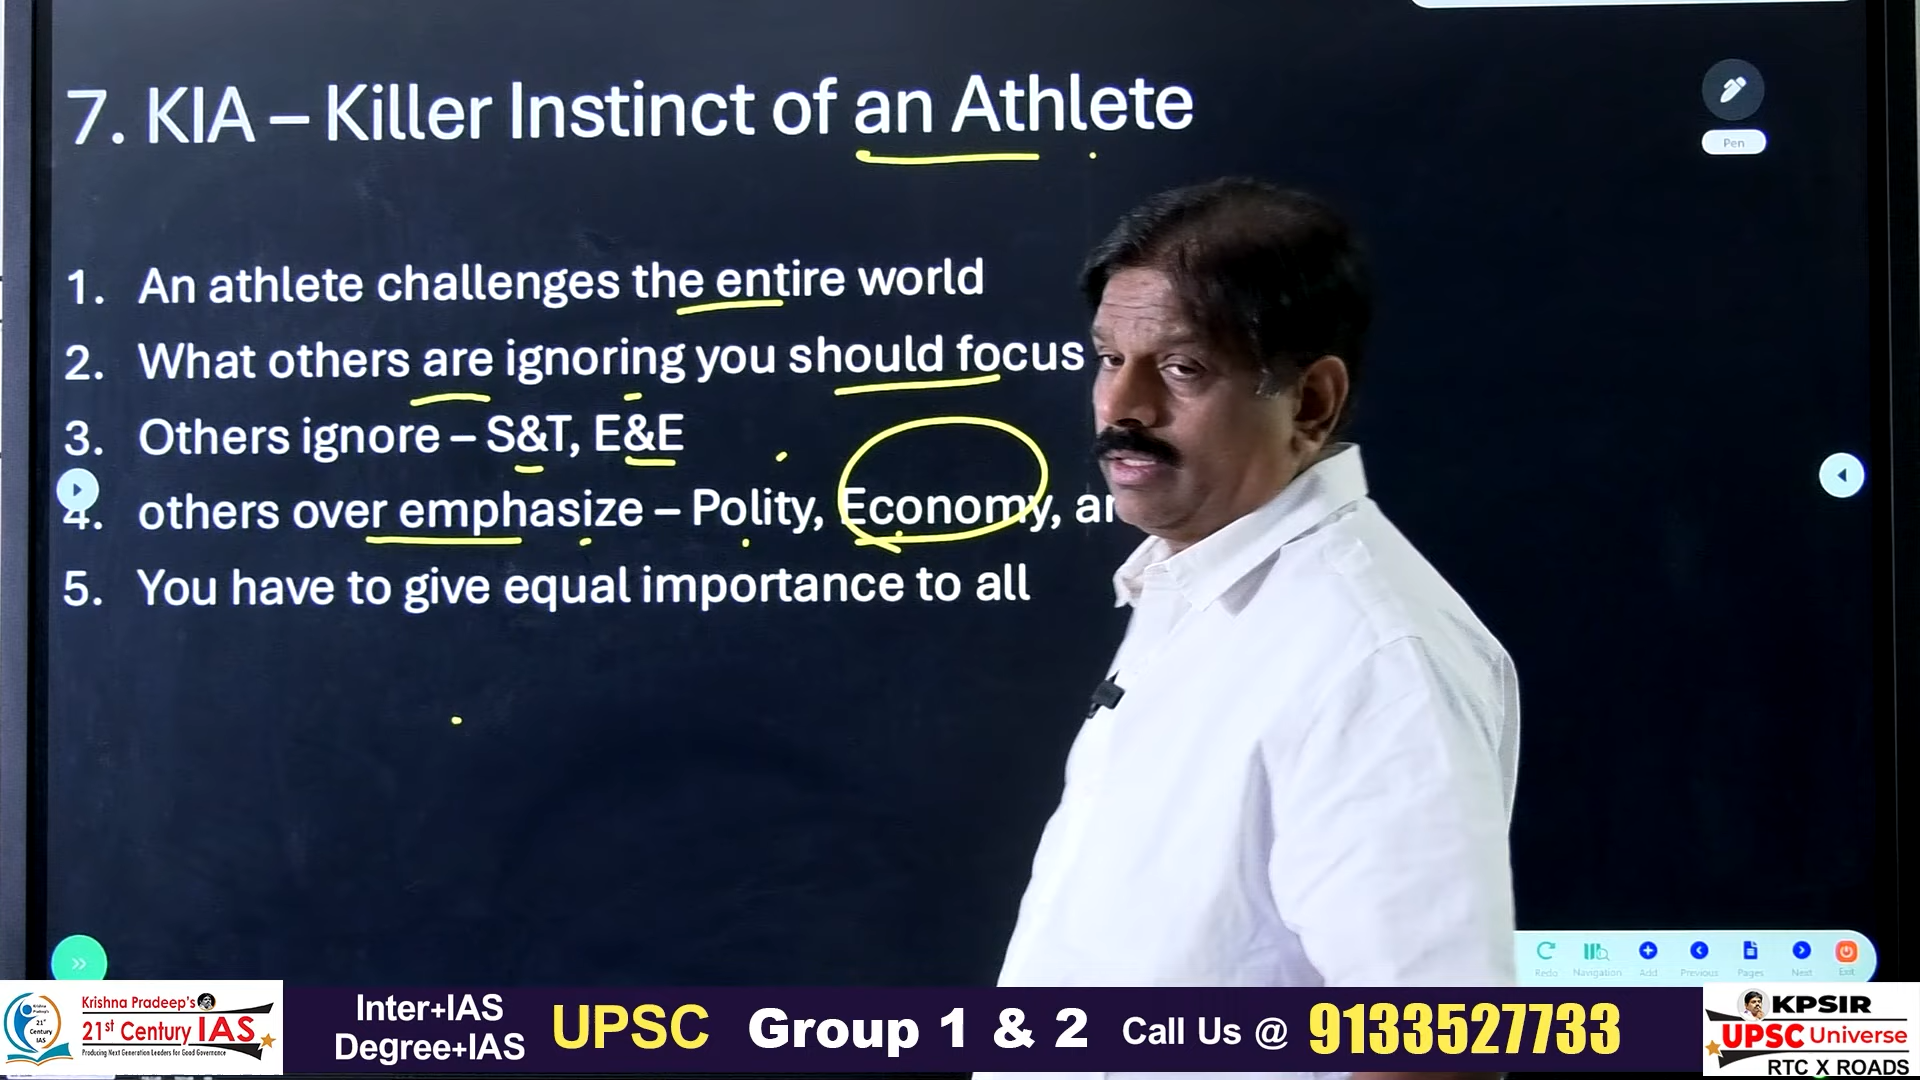 7. KIA – Killer Instinct of an Athlete
Pen
1. An athlete challenges the entire world
2. What others are ignoring you should focus
3. Others ignore – S&T, E&E
4. others over emphasize – Polity, Economy,
5. You have to give equal importance to all
Redo Navigation Add Previous Pages Next Exit
Krishna Pradeep's
21st Century IAS
Producing Next Generation Leaders for Good Governance
21st
Century
IAS
Inter+IAS
Degree+IAS
UPSC Group 1 & 2 Call Us @ 9133527733
KPSIR
UPSC Universe
RTC X ROADS